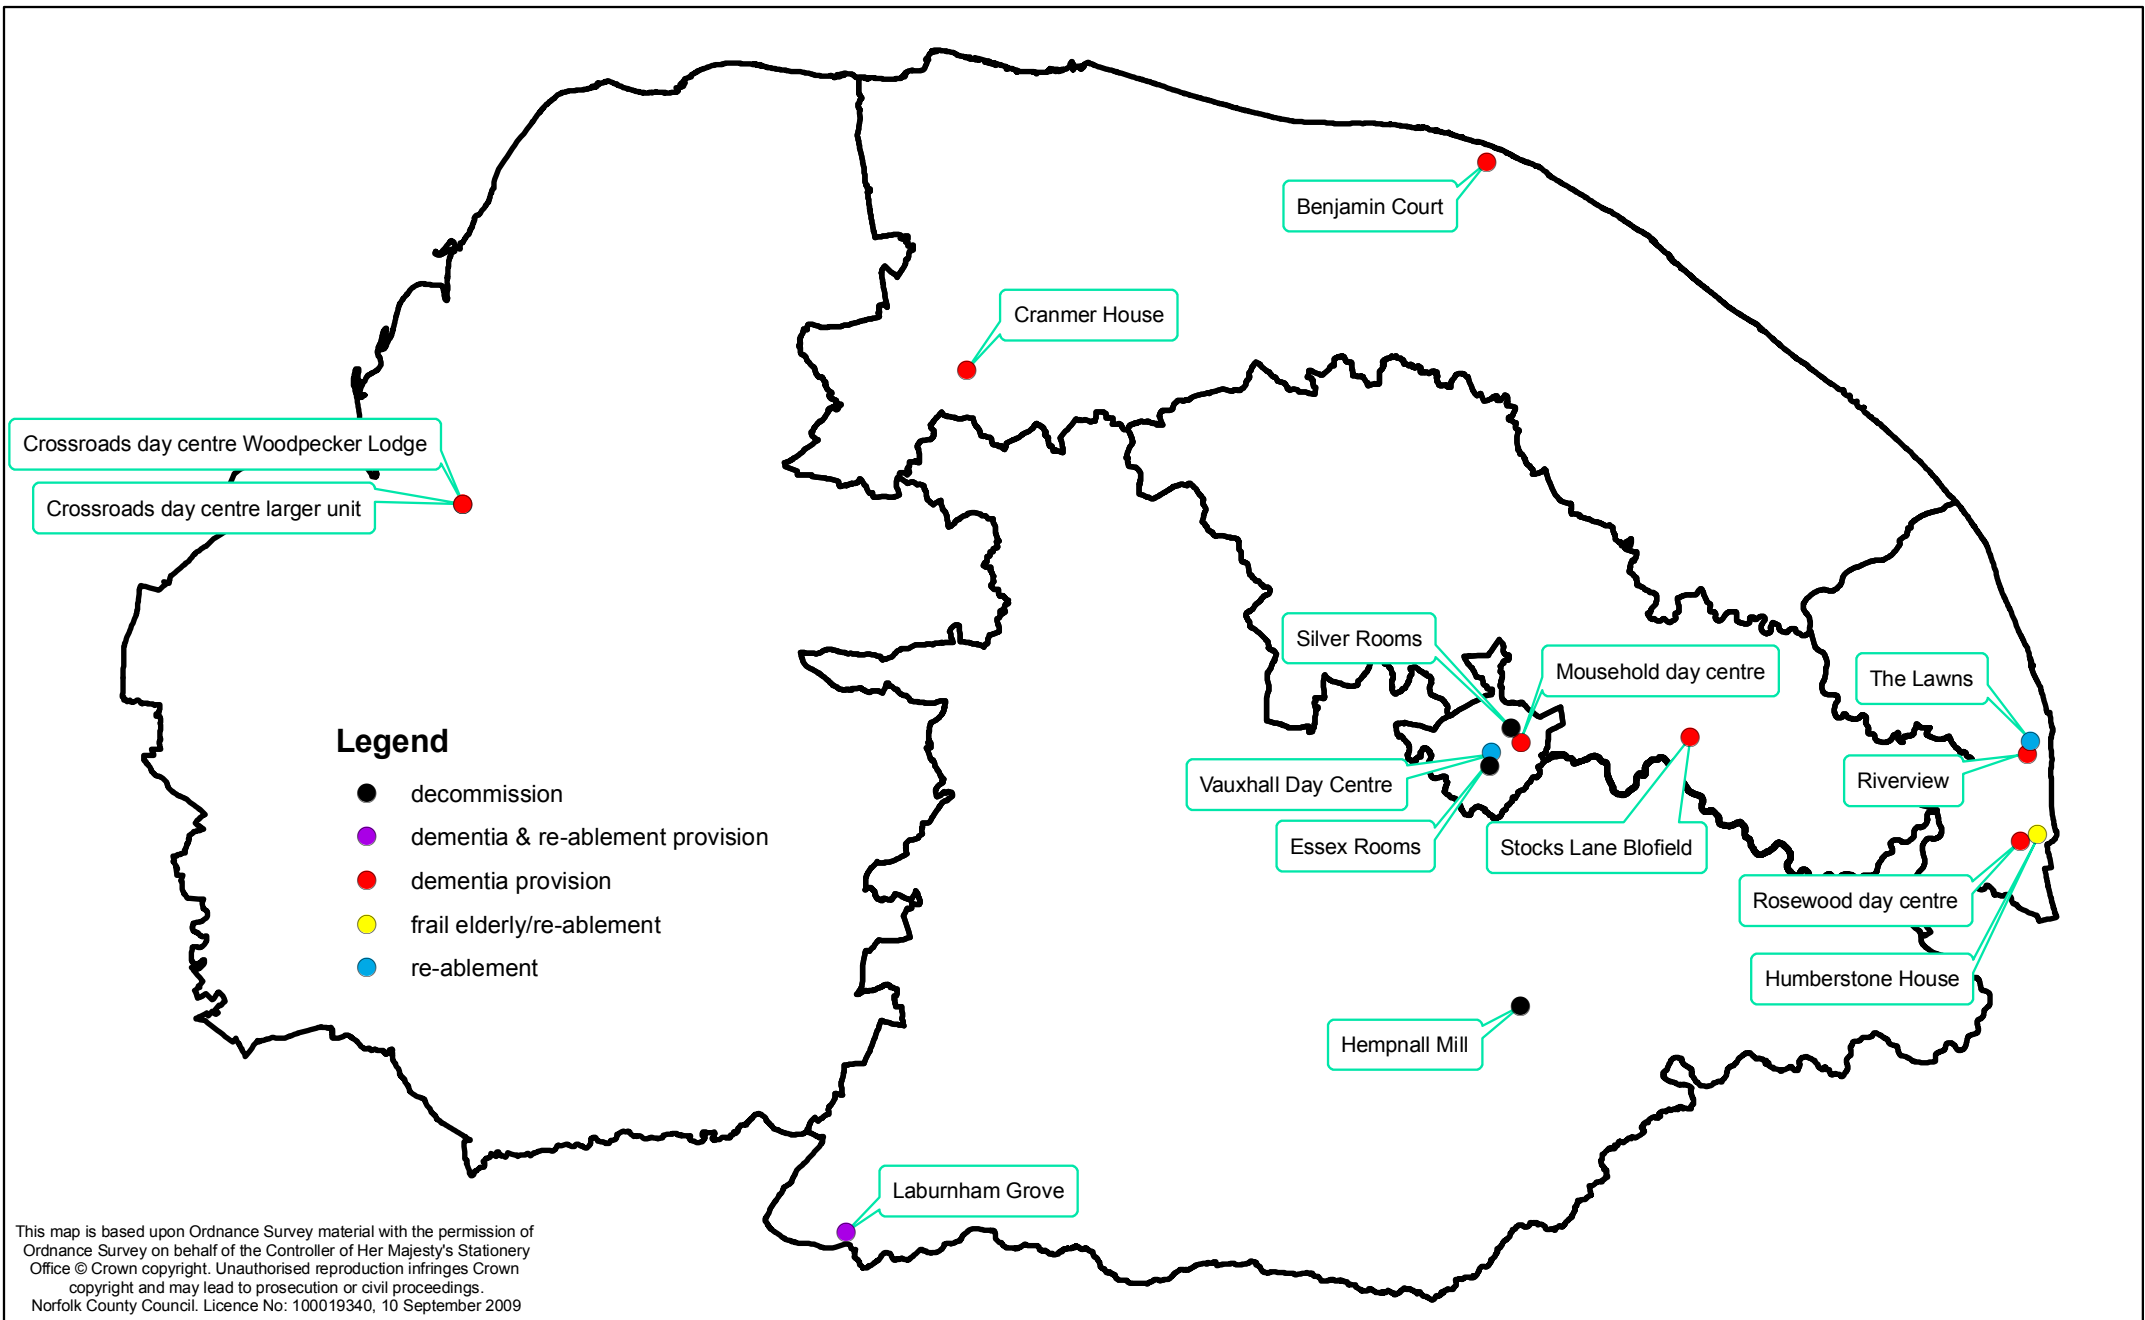 Benjamin Court
Cranmer House
Crossroads day centre Woodpecker Lodge
Crossroads day centre larger unit
Silver Rooms
Mousehold day centre
The Lawns
Vauxhall Day Centre
Riverview
Essex Rooms
Stocks Lane Blofield
Rosewood day centre
Humberstone House
Hempnall Mill
Laburnham Grove
Legend
decommission
dementia & re-ablement provision
dementia provision
frail elderly/re-ablement
re-ablement
This map is based upon Ordnance Survey material with the permission of
Ordnance Survey on behalf of the Controller of Her Majesty's Stationery
Office © Crown copyright. Unauthorised reproduction infringes Crown
copyright and may lead to prosecution or civil proceedings.
Norfolk County Council. Licence No: 100019340, 10 September 2009